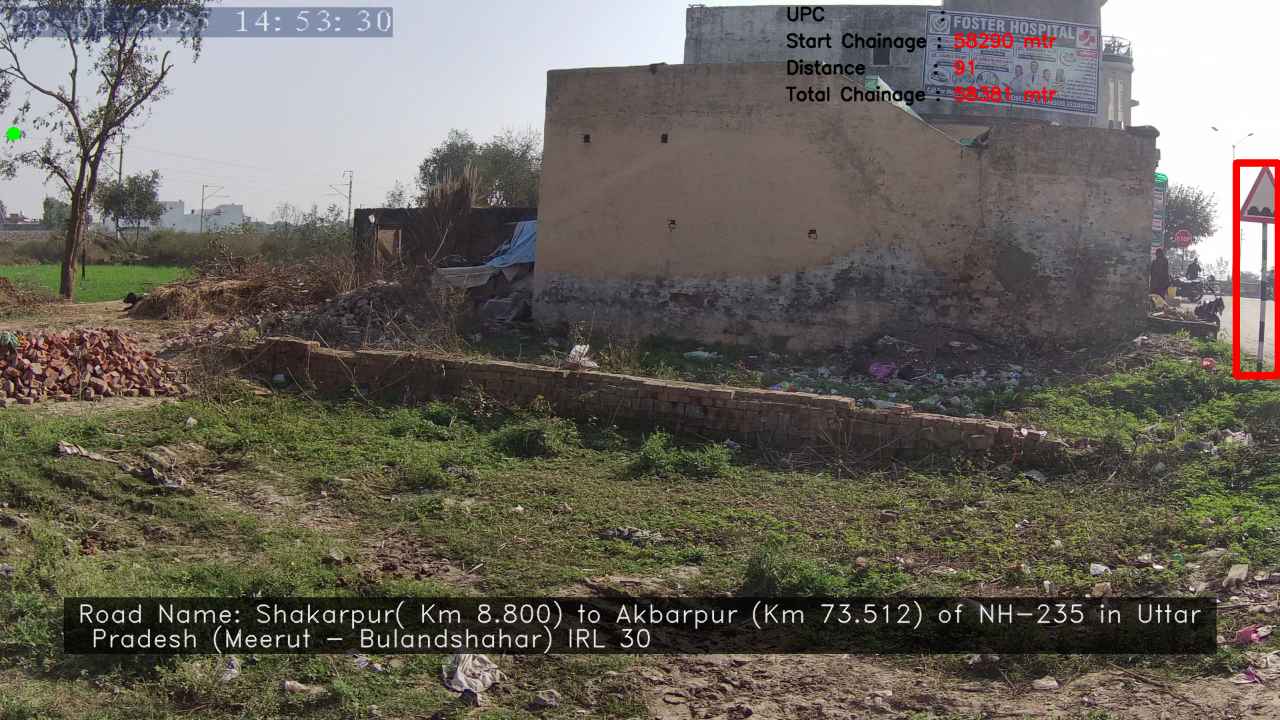 28-01-2025 14:53:30
UPC :
Start Chainage : 58290 mtr
Distance : 91
Total Chainage : 58381 mtr
FOSTER HOSPITAL
STOP
Road Name: Shakarpur( Km 8.800) to Akbarpur (Km 73.512) of NH-235 in Uttar
Pradesh (Meerut - Bulandshahar) IRL 30